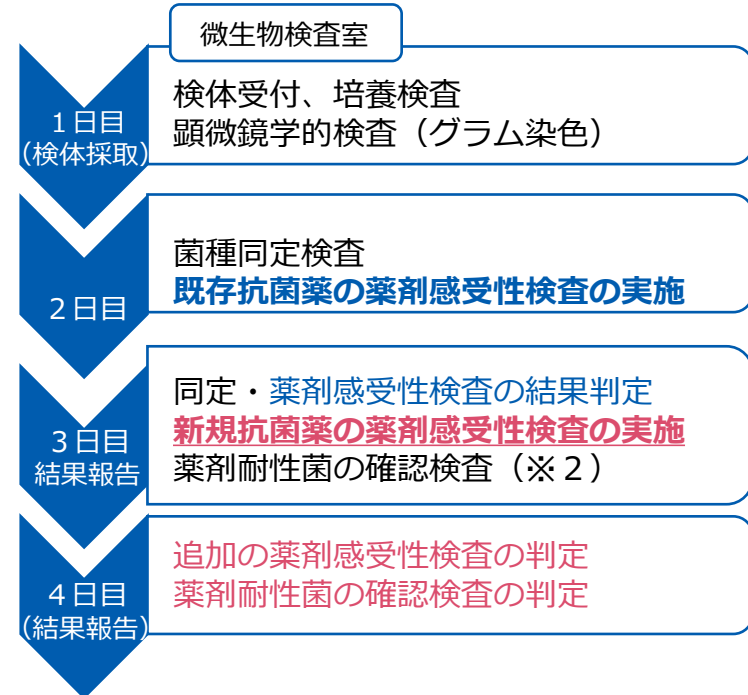 微生物検査室
１日目
（検体採取）
検体受付、培養検査
顕微鏡学的検査（グラム染色）
２日目
菌種同定検査
既存抗菌薬の薬剤感受性検査の実施
３日目
結果報告
同定・薬剤感受性検査の結果判定
新規抗菌薬の薬剤感受性検査の実施
薬剤耐性菌の確認検査（※２）
４日目
（結果報告）
追加の薬剤感受性検査の判定
薬剤耐性菌の確認検査の判定